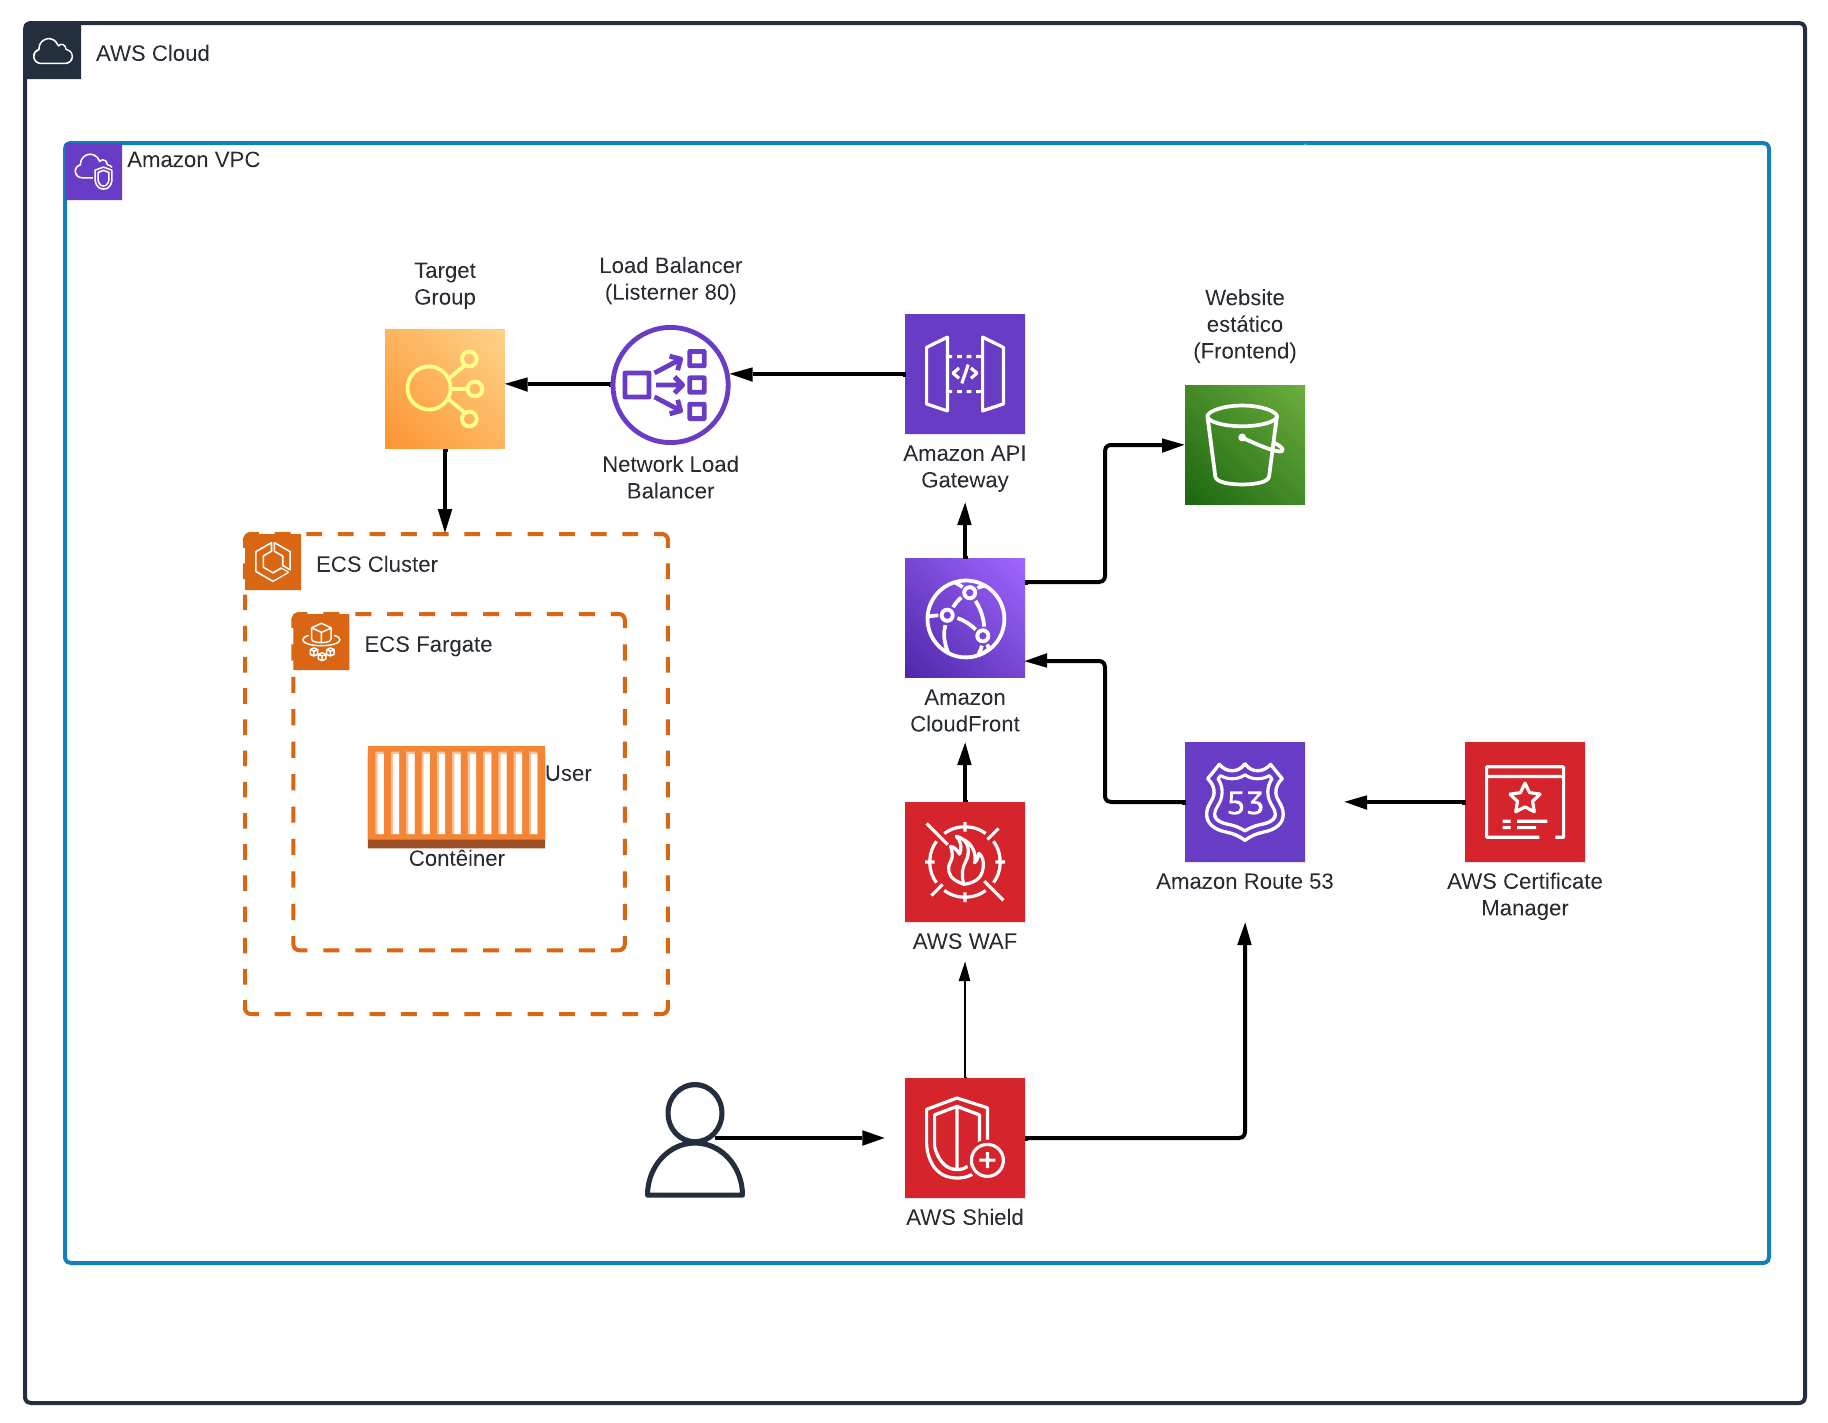 AWS Cloud
Amazon VPC
Target
Group
Load Balancer
(Listerner 80)
Network Load
Balancer
Amazon API
Gateway
Website
estático
(Frontend)
ECS Cluster
ECS Fargate
User
Contêiner
Amazon
CloudFront
53
Amazon Route 53
AWS Certificate
Manager
AWS WAF
AWS Shield